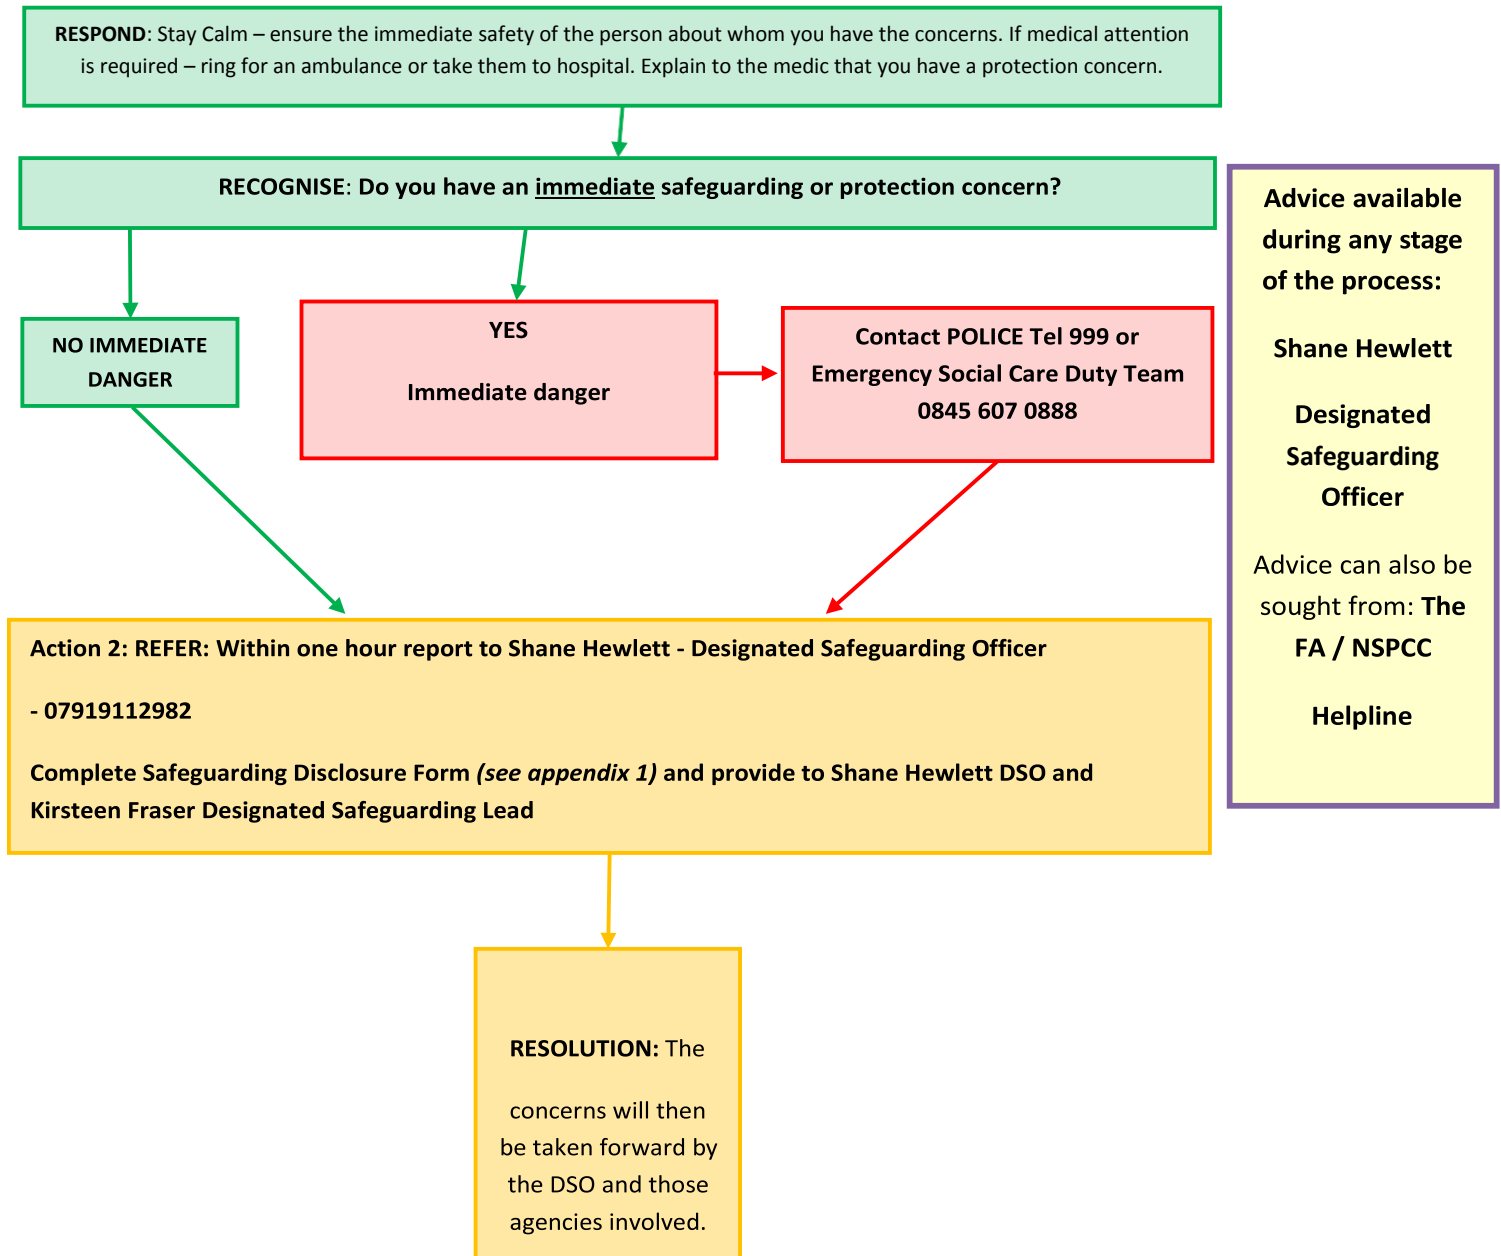 RESPOND: Stay Calm – ensure the immediate safety of the person about whom you have the concerns. If medical attention
is required – ring for an ambulance or take them to hospital. Explain to the medic that you have a protection concern.
RECOGNISE: Do you have an immediate safeguarding or protection concern?
NO IMMEDIATE
DANGER
YES
Immediate danger
Contact POLICE Tel 999 or
Emergency Social Care Duty Team
0845 607 0888
Action 2: REFER: Within one hour report to Shane Hewlett - Designated Safeguarding Officer
- 07919112982
Complete Safeguarding Disclosure Form (see appendix 1) and provide to Shane Hewlett DSO and
Kirsteen Fraser Designated Safeguarding Lead
RESOLUTION: The
concerns will then
be taken forward by
the DSO and those
agencies involved.
Advice available
during any stage
of the process:
Shane Hewlett
Designated
Safeguarding
Officer
Advice can also be
sought from: The
FA / NSPCC
Helpline